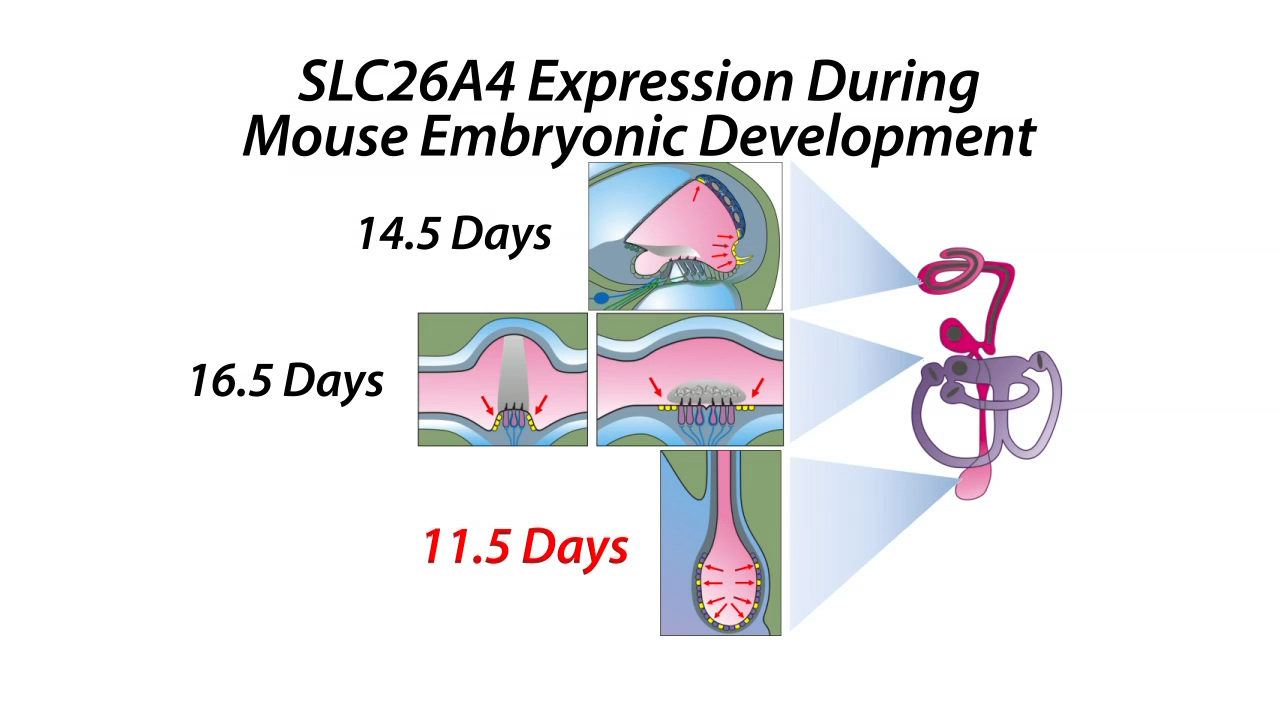 SLC26A4 Expression During
Mouse Embryonic Development
14.5 Days
16.5 Days
11.5 Days